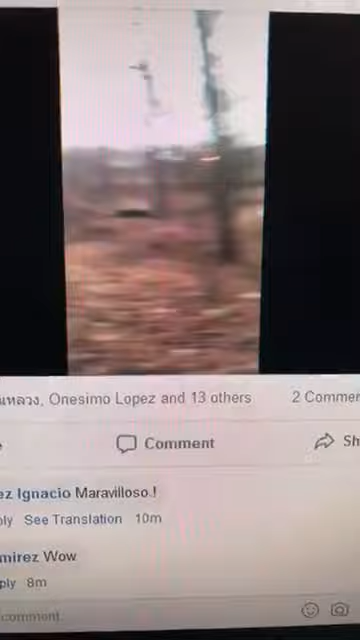 แหลวง, Onesimo Lopez and 13 others 2 Commen
Comment Sh
ez Ignacio Maravilloso.!
ply See Translation 10m
mirez Wow
ply 8m
comment